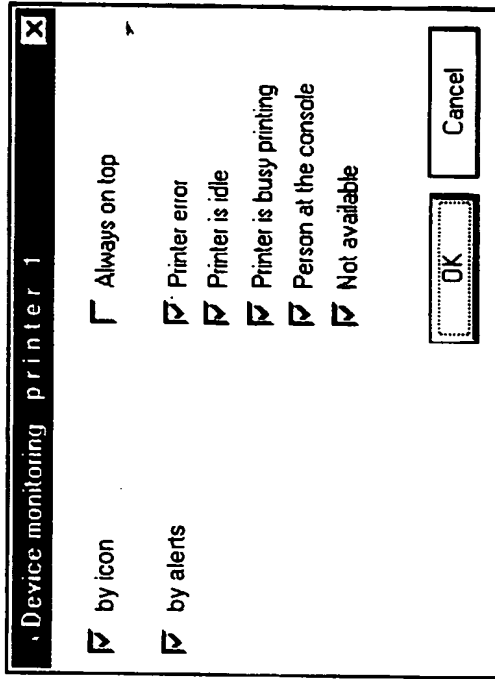 Device monitoring printer 1
by icon Always on top
by alerts Printer error
Printer is idle
Printer is busy printing
Person at the console
Not available
OK Cancel